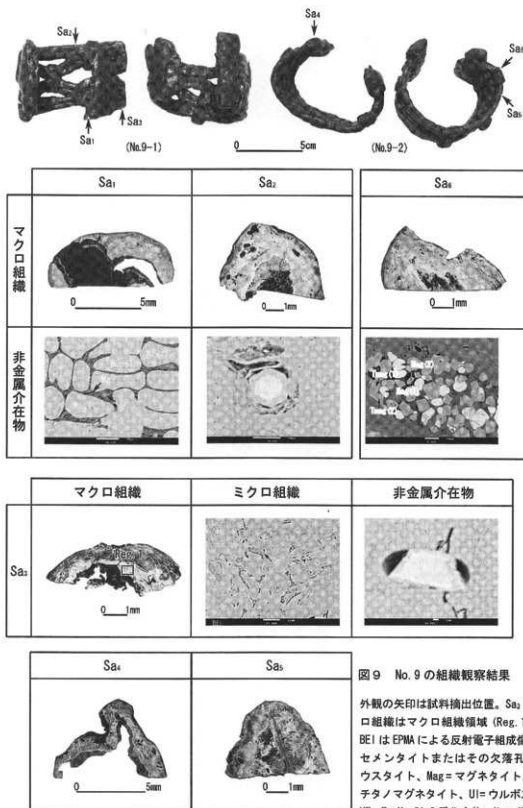 Sa₂
Sa₄
Sa₆
Sa₅
Sa₁
Sa₃
(No.9-1)
0 5cm
(No.9-2)
Sa₁
Sa₂
Sa₆
マクロ組織
0 5mm
0 1mm
0 1mm
非金属介在物
マクロ組織
ミクロ組織
非金属介在物
Sa₃
Reg.1
0 1mm
Sa₄
Sa₅
0 5mm
0 1mm
図9 No.9の組織観察結果
外観の矢印は試料摘出位置。Sa₃
ロ組織はマクロ組織領域(Reg.1
BEIはEPMAによる反射電子組成像
セメンタイトまたはその欠落孔
ウスタイト、Mag=マグネタイト、
チタノマグネタイト、Ul=ウルボ